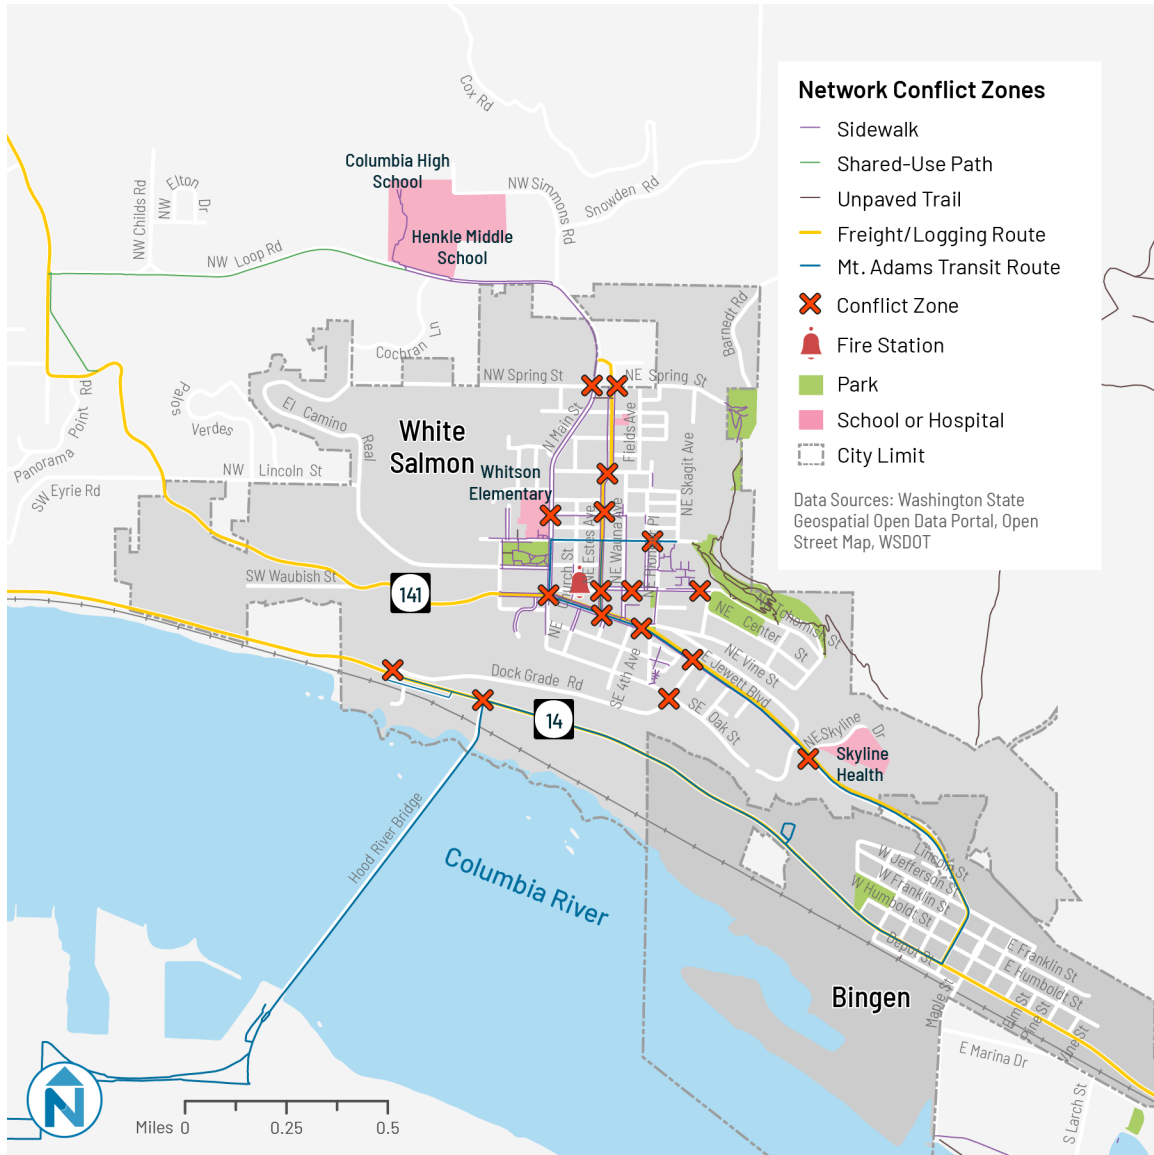 Network Conflict Zones
Sidewalk
Shared-Use Path
Unpaved Trail
Freight/Logging Route
Mt. Adams Transit Route
Conflict Zone
Fire Station
Park
School or Hospital
City Limit
Data Sources: Washington State
Geospatial Open Data Portal, Open
Street Map, WSDOT
Cox Rd
Columbia High
School
NW Simmons Rd
Snowden Rd
NW Childs Rd
NW Elton Dr
Henkle Middle
School
NW Loop Rd
Barnedt Rd
Cochran Ln
NW Spring St
NE Spring St
Point Rd
Palos
Verdes
El Camino Real
N Main St
Fields Ave
NE Skagit Ave
White
Salmon
Whitson
Elementary
Panorama
NW Lincoln St
SW Eyrie Rd
NE Estes Ave
NE Wauna Ave
SW Waubish St
141
NE Church St
NE Tohomish St
NE Center St
NE Vine St
E Jewett Blvd
SE 4th Ave
Dock Grade Rd
SE Oak St
14
NE Skyline Dr
Skyline
Health
Hood River Bridge
Columbia River
Lincoln St
W Jefferson St
W Franklin St
W Humboldt St
Depot St
E Franklin St
E Humboldt St
Bingen
Maple St
Elm St
Pine St
E Marina Dr
S Larch St
N
Miles 0 0.25 0.5